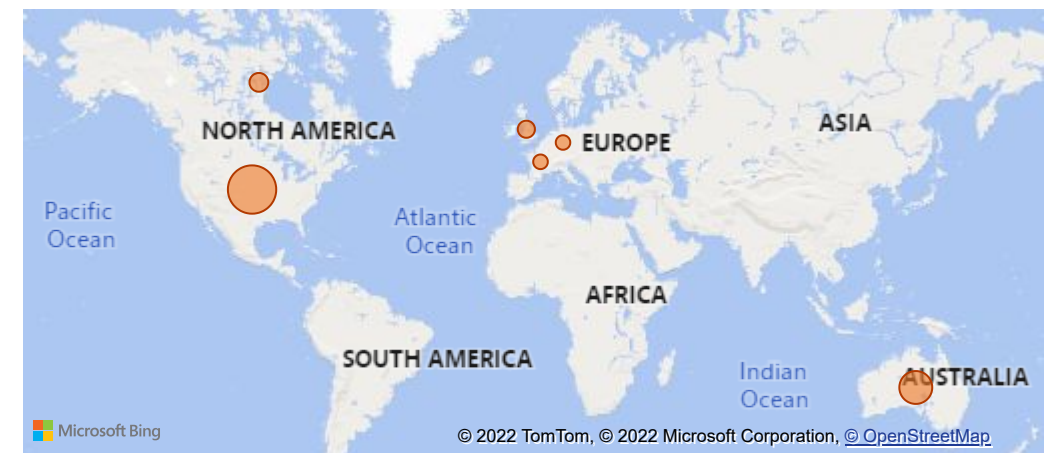 ASIA
NORTH AMERICA
EUROPE
Pacific
Ocean
Atlantic
Ocean
AFRICA
SOUTH AMERICA
Indian
Ocean
AUSTRALIA
Microsoft Bing
© 2022 TomTom, © 2022 Microsoft Corporation, © OpenStreetMap